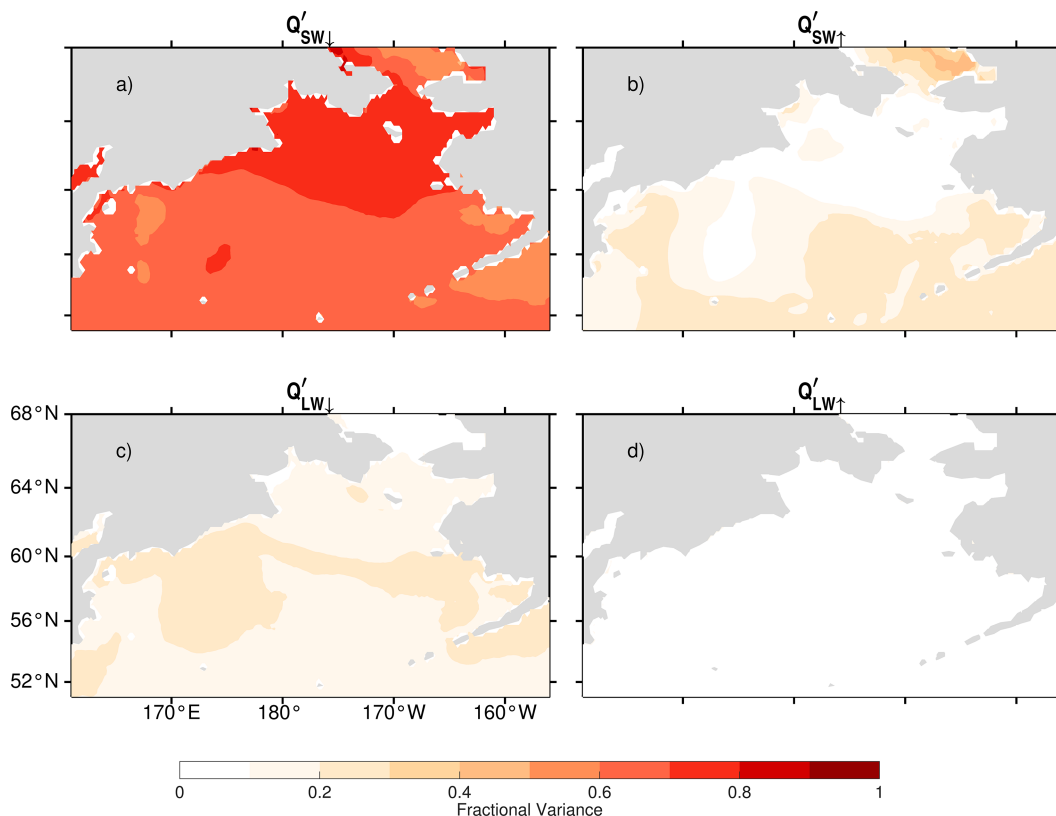 Q′SW↓
Q′SW↑
a)
b)
Q′LW↓
Q′LW↑
68°N
c)
d)
64°N
60°N
56°N
52°N
170°E 180° 170°W 160°W
0 0.2 0.4 0.6 0.8 1
Fractional Variance